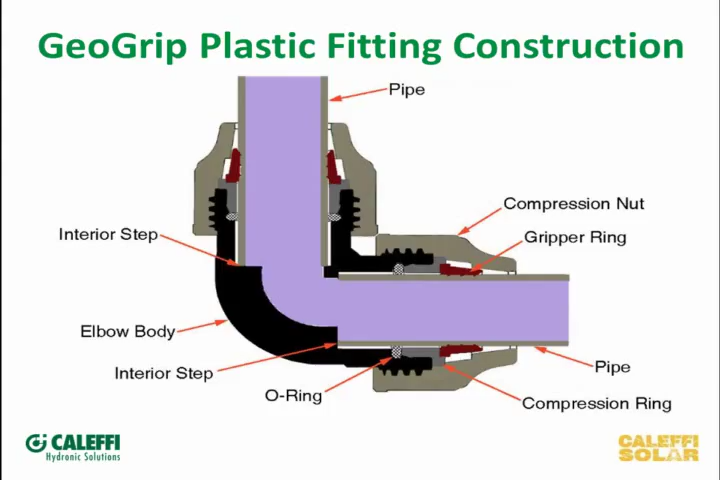 GeoGrip Plastic Fitting Construction
Pipe
Compression Nut
Interior Step
Gripper Ring
Elbow Body
Interior Step
Pipe
O-Ring
Compression Ring
CALEFFI
Hydronic Solutions
CALEFFI
SOLAR